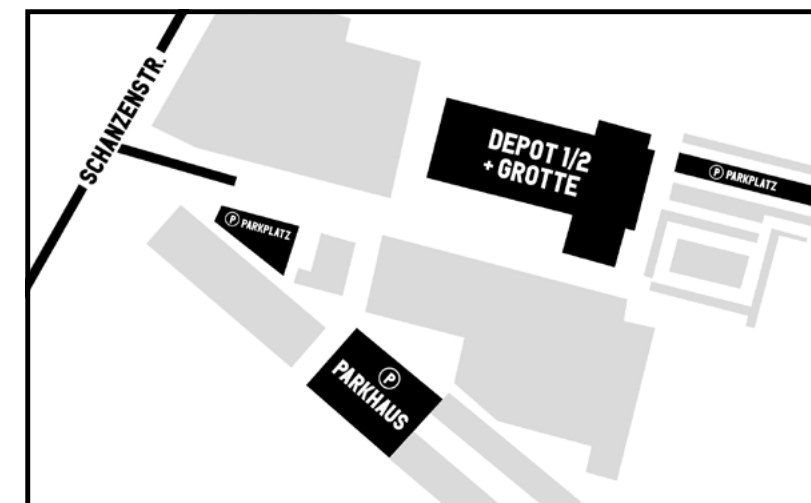 SCHANZENSTR.
DEPOT 1/2
+ GROTTE
P PARKPLATZ
P PARKPLATZ
P
PARKHAUS